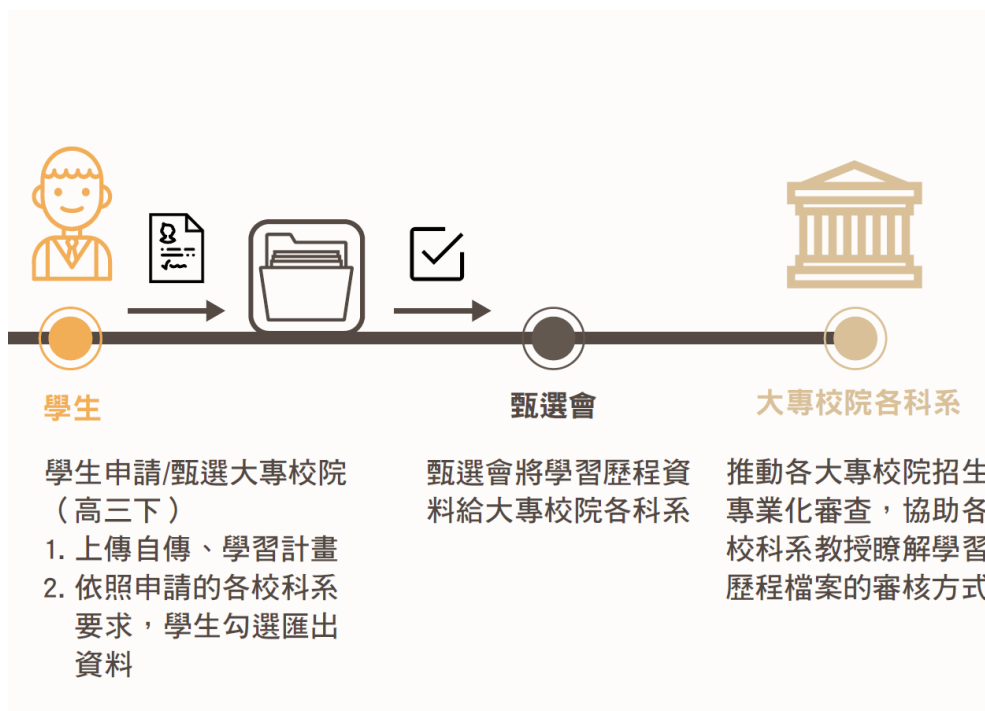 學生
學生申請/甄選大專校院
（高三下）
1. 上傳自傳、學習計畫
2. 依照申請的各校科系
要求，學生勾選匯出
資料
甄選會
甄選會將學習歷程資
料給大專校院各科系
大專校院各科系
推動各大專校院招生
專業化審查，協助各
校科系教授瞭解學習
歷程檔案的審核方式